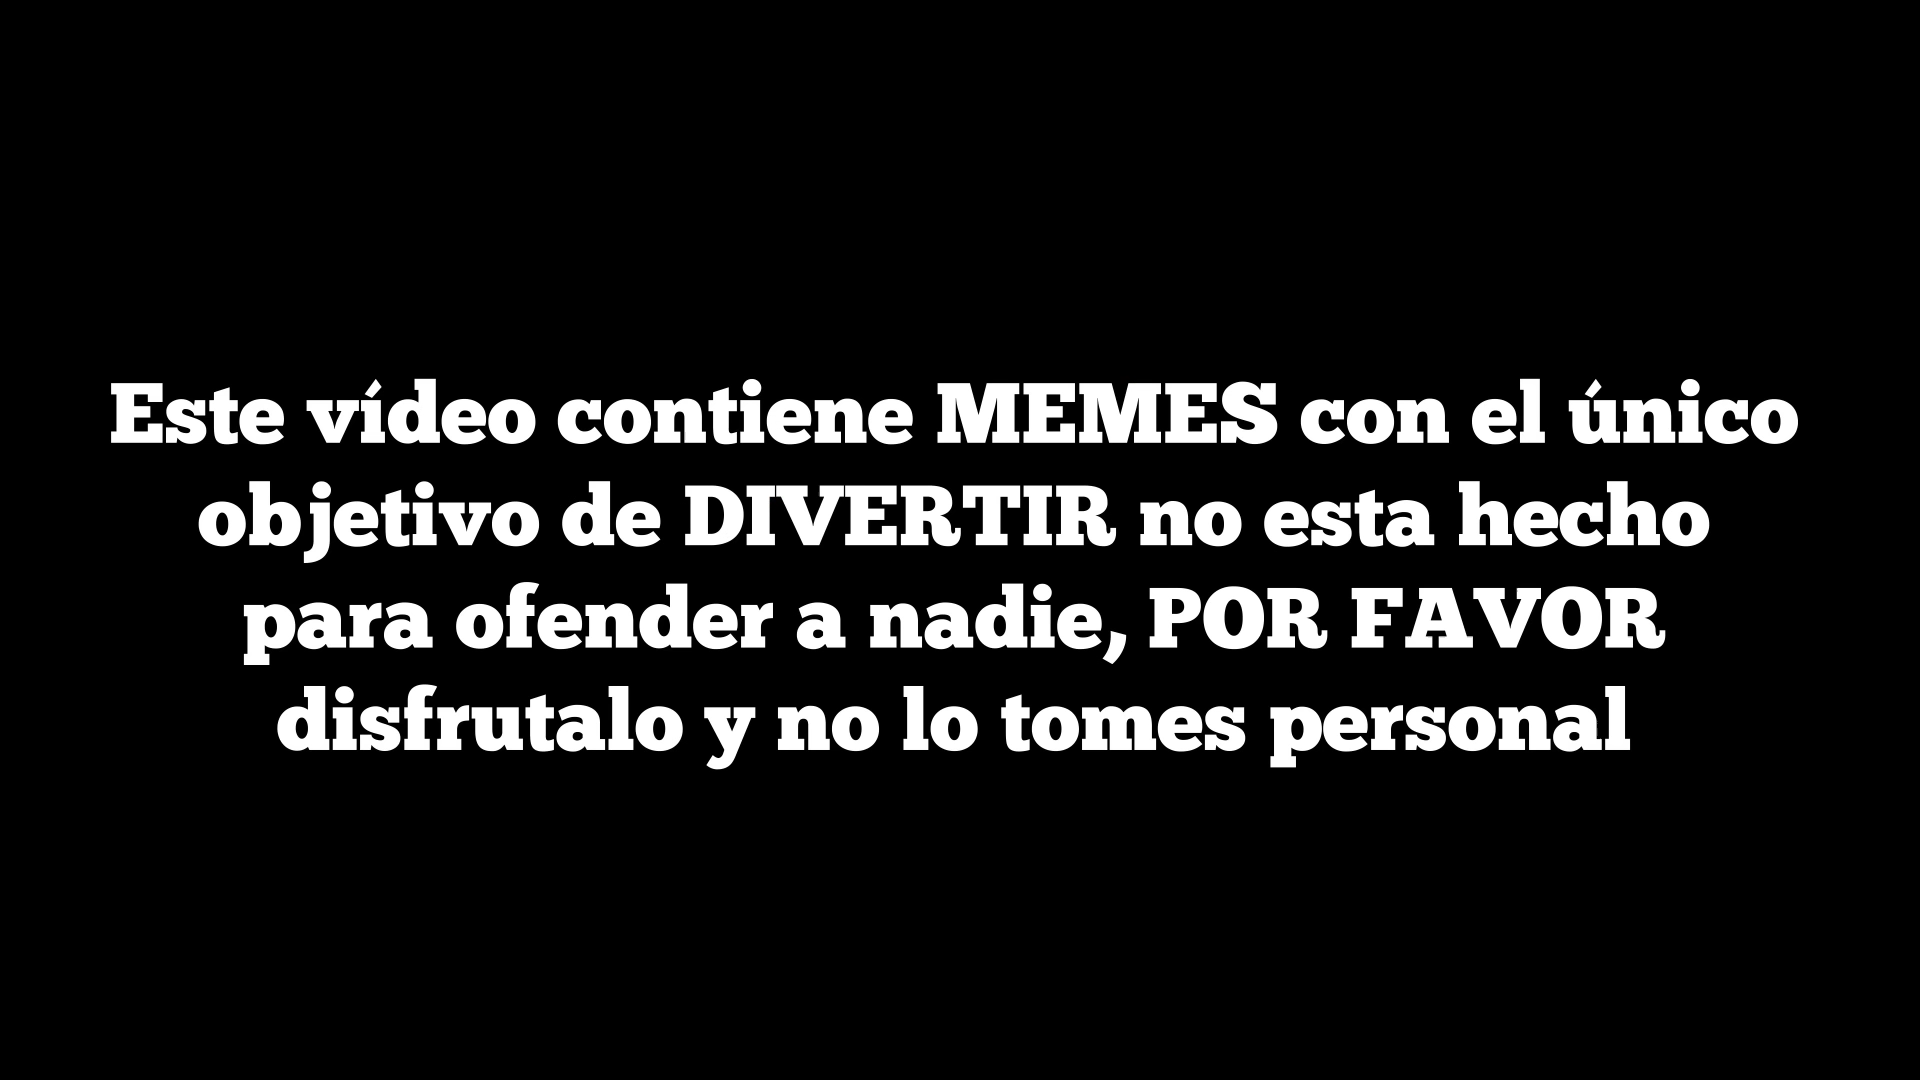 Este vídeo contiene MEMES con el único
objetivo de DIVERTIR no esta hecho
para ofender a nadie, POR FAVOR
disfrutalo y no lo tomes personal